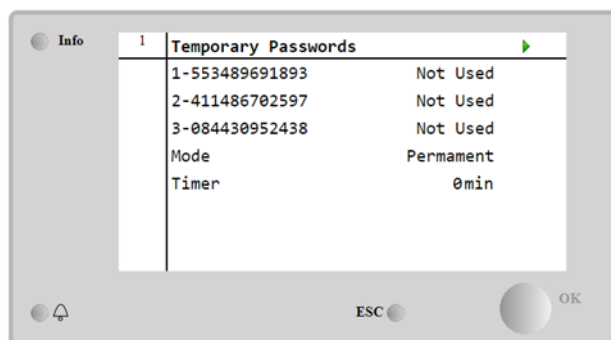 Info
1 Temporary Passwords
1-553489691893 Not Used
2-411486702597 Not Used
3-084430952438 Not Used
Mode Permament
Timer 0min
ESC
OK